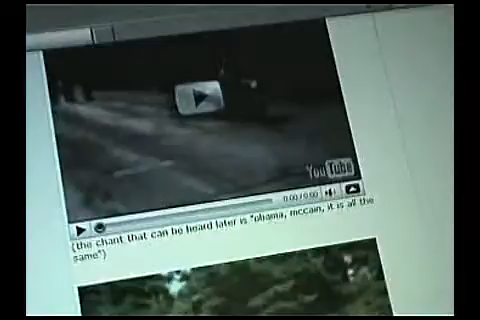 YouTube
0:00 / 0:00
(the chant that can be heard later is "obama, mccain, it is all the
same")